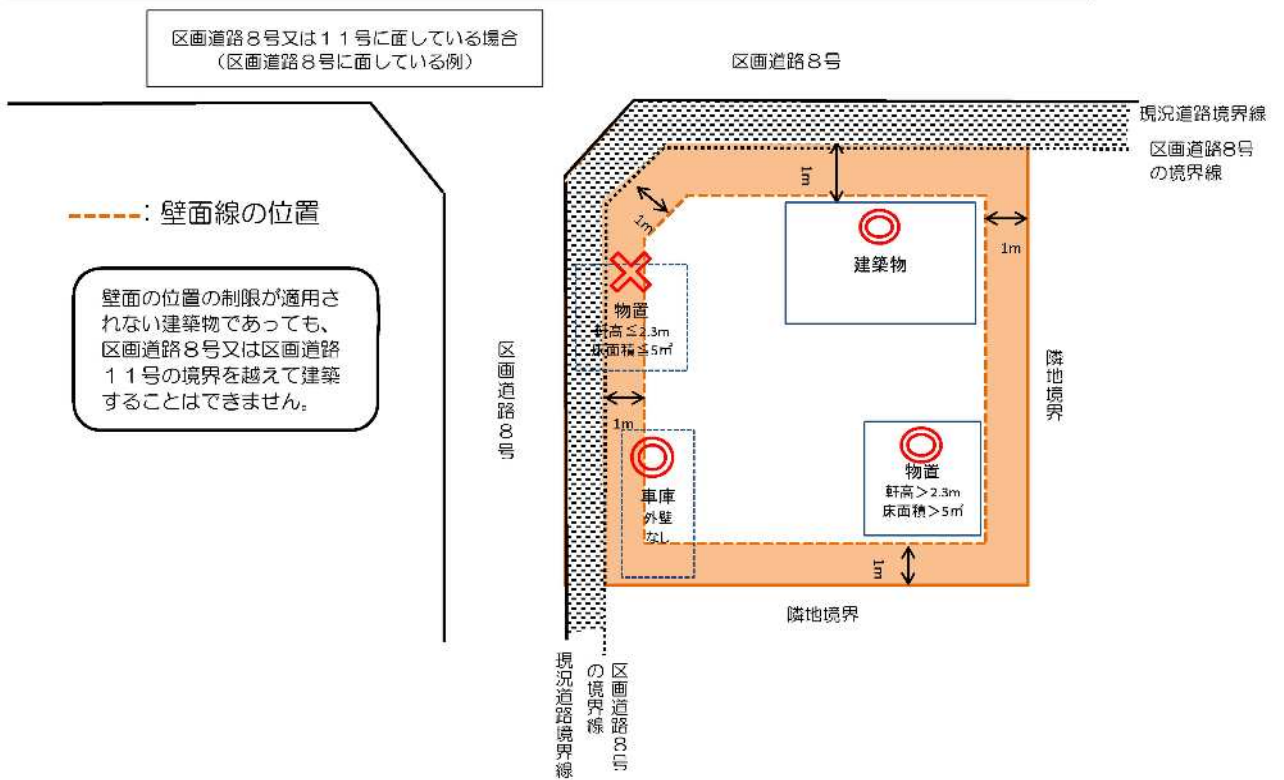 区画道路８号又は１１号に面している場合
（区画道路８号に面している例）
区画道路８号
現況道路境界線
区画道路８号
の境界線
：壁面線の位置
壁面の位置の制限が適用さ
れない建築物であっても、
区画道路８号又は区画道路
１１号の境界を越えて建築
することはできません。
1m
1m
1m
建築物
物置
軒高≦2.3m
床面積≦5㎡
区画道路８号
1m
隣地境界
車庫
外壁
なし
物置
軒高＞2.3m
床面積＞5㎡
1m
隣地境界
現況道路境界線
区画道路８号
の境界線